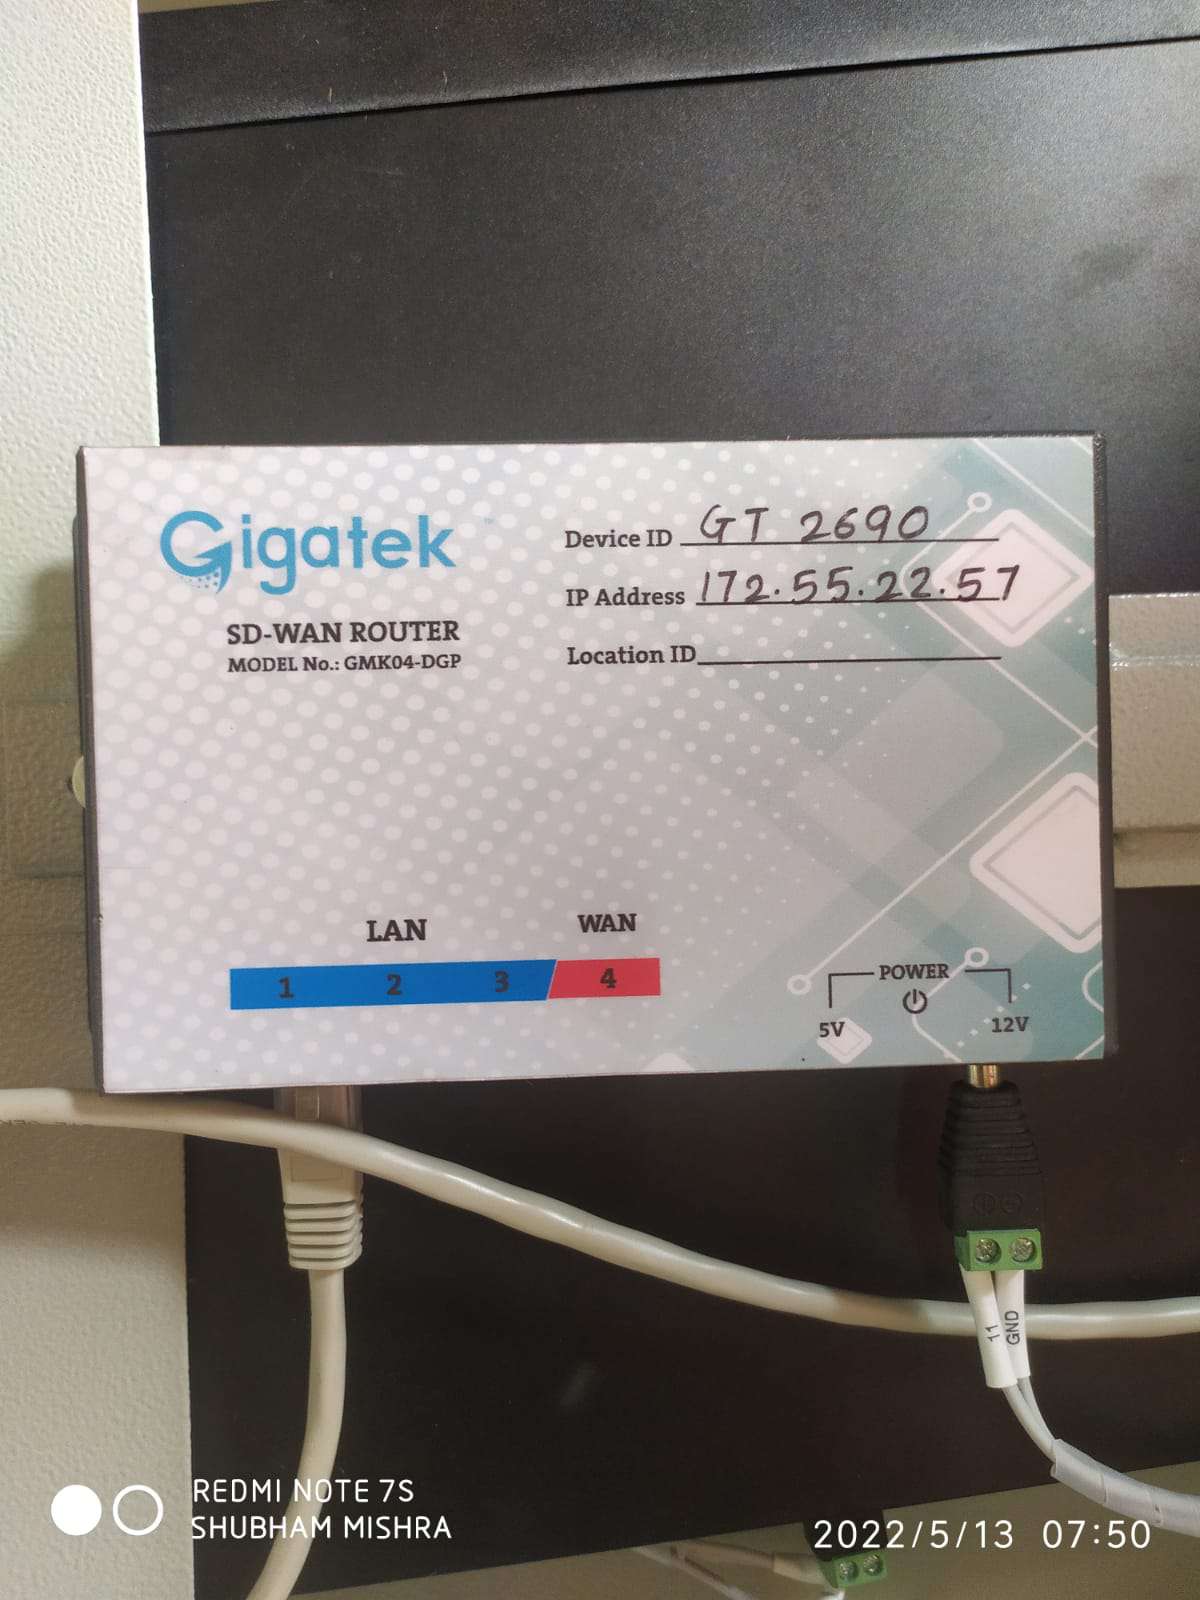 Gigatek
SD-WAN ROUTER
MODEL No.: GMK04-DGP
Device ID GT 2690
IP Address 172.55.22.57
Location ID
LAN
WAN
1 2 3 4
POWER
5V
12V
11
GND
REDMI NOTE 7S
SHUBHAM MISHRA
2022/5/13 07:50